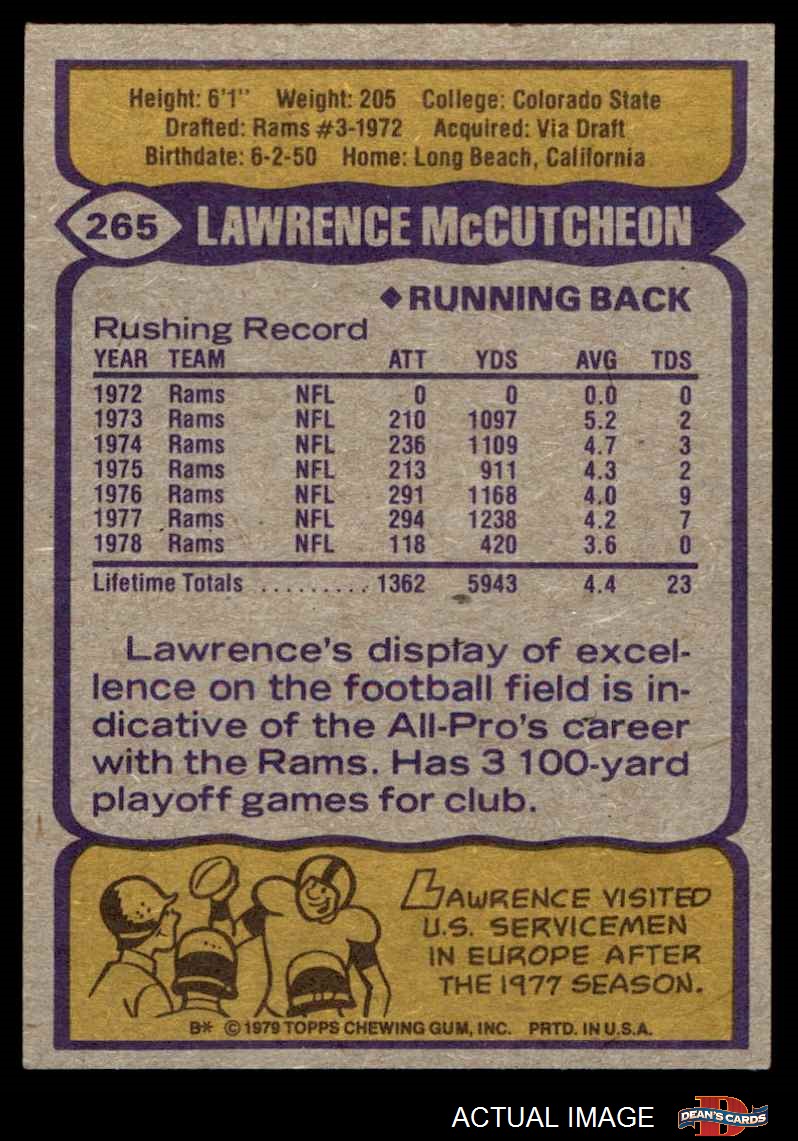 Height: 6'1" Weight: 205 College: Colorado State
Drafted: Rams #3-1972 Acquired: Via Draft
Birthdate: 6-2-50 Home: Long Beach, California
265 LAWRENCE McCUTCHEON
◆RUNNING BACK
Rushing Record
YEAR TEAM ATT YDS AVG TDS
1972 Rams NFL 0 0 0.0 0
1973 Rams NFL 210 1097 5.2 2
1974 Rams NFL 236 1109 4.7 3
1975 Rams NFL 213 911 4.3 2
1976 Rams NFL 291 1168 4.0 9
1977 Rams NFL 294 1238 4.2 7
1978 Rams NFL 118 420 3.6 0
Lifetime Totals ......... 1362 5943 4.4 23
Lawrence's display of excel-
lence on the football field is in-
dicative of the All-Pro's career
with the Rams. Has 3 100-yard
playoff games for club.
LAWRENCE VISITED
U.S. SERVICEMEN
IN EUROPE AFTER
THE 1977 SEASON.
B* © 1979 TOPPS CHEWING GUM, INC. PRTD. IN U.S.A.
ACTUAL IMAGE
D
DEAN'S CARDS